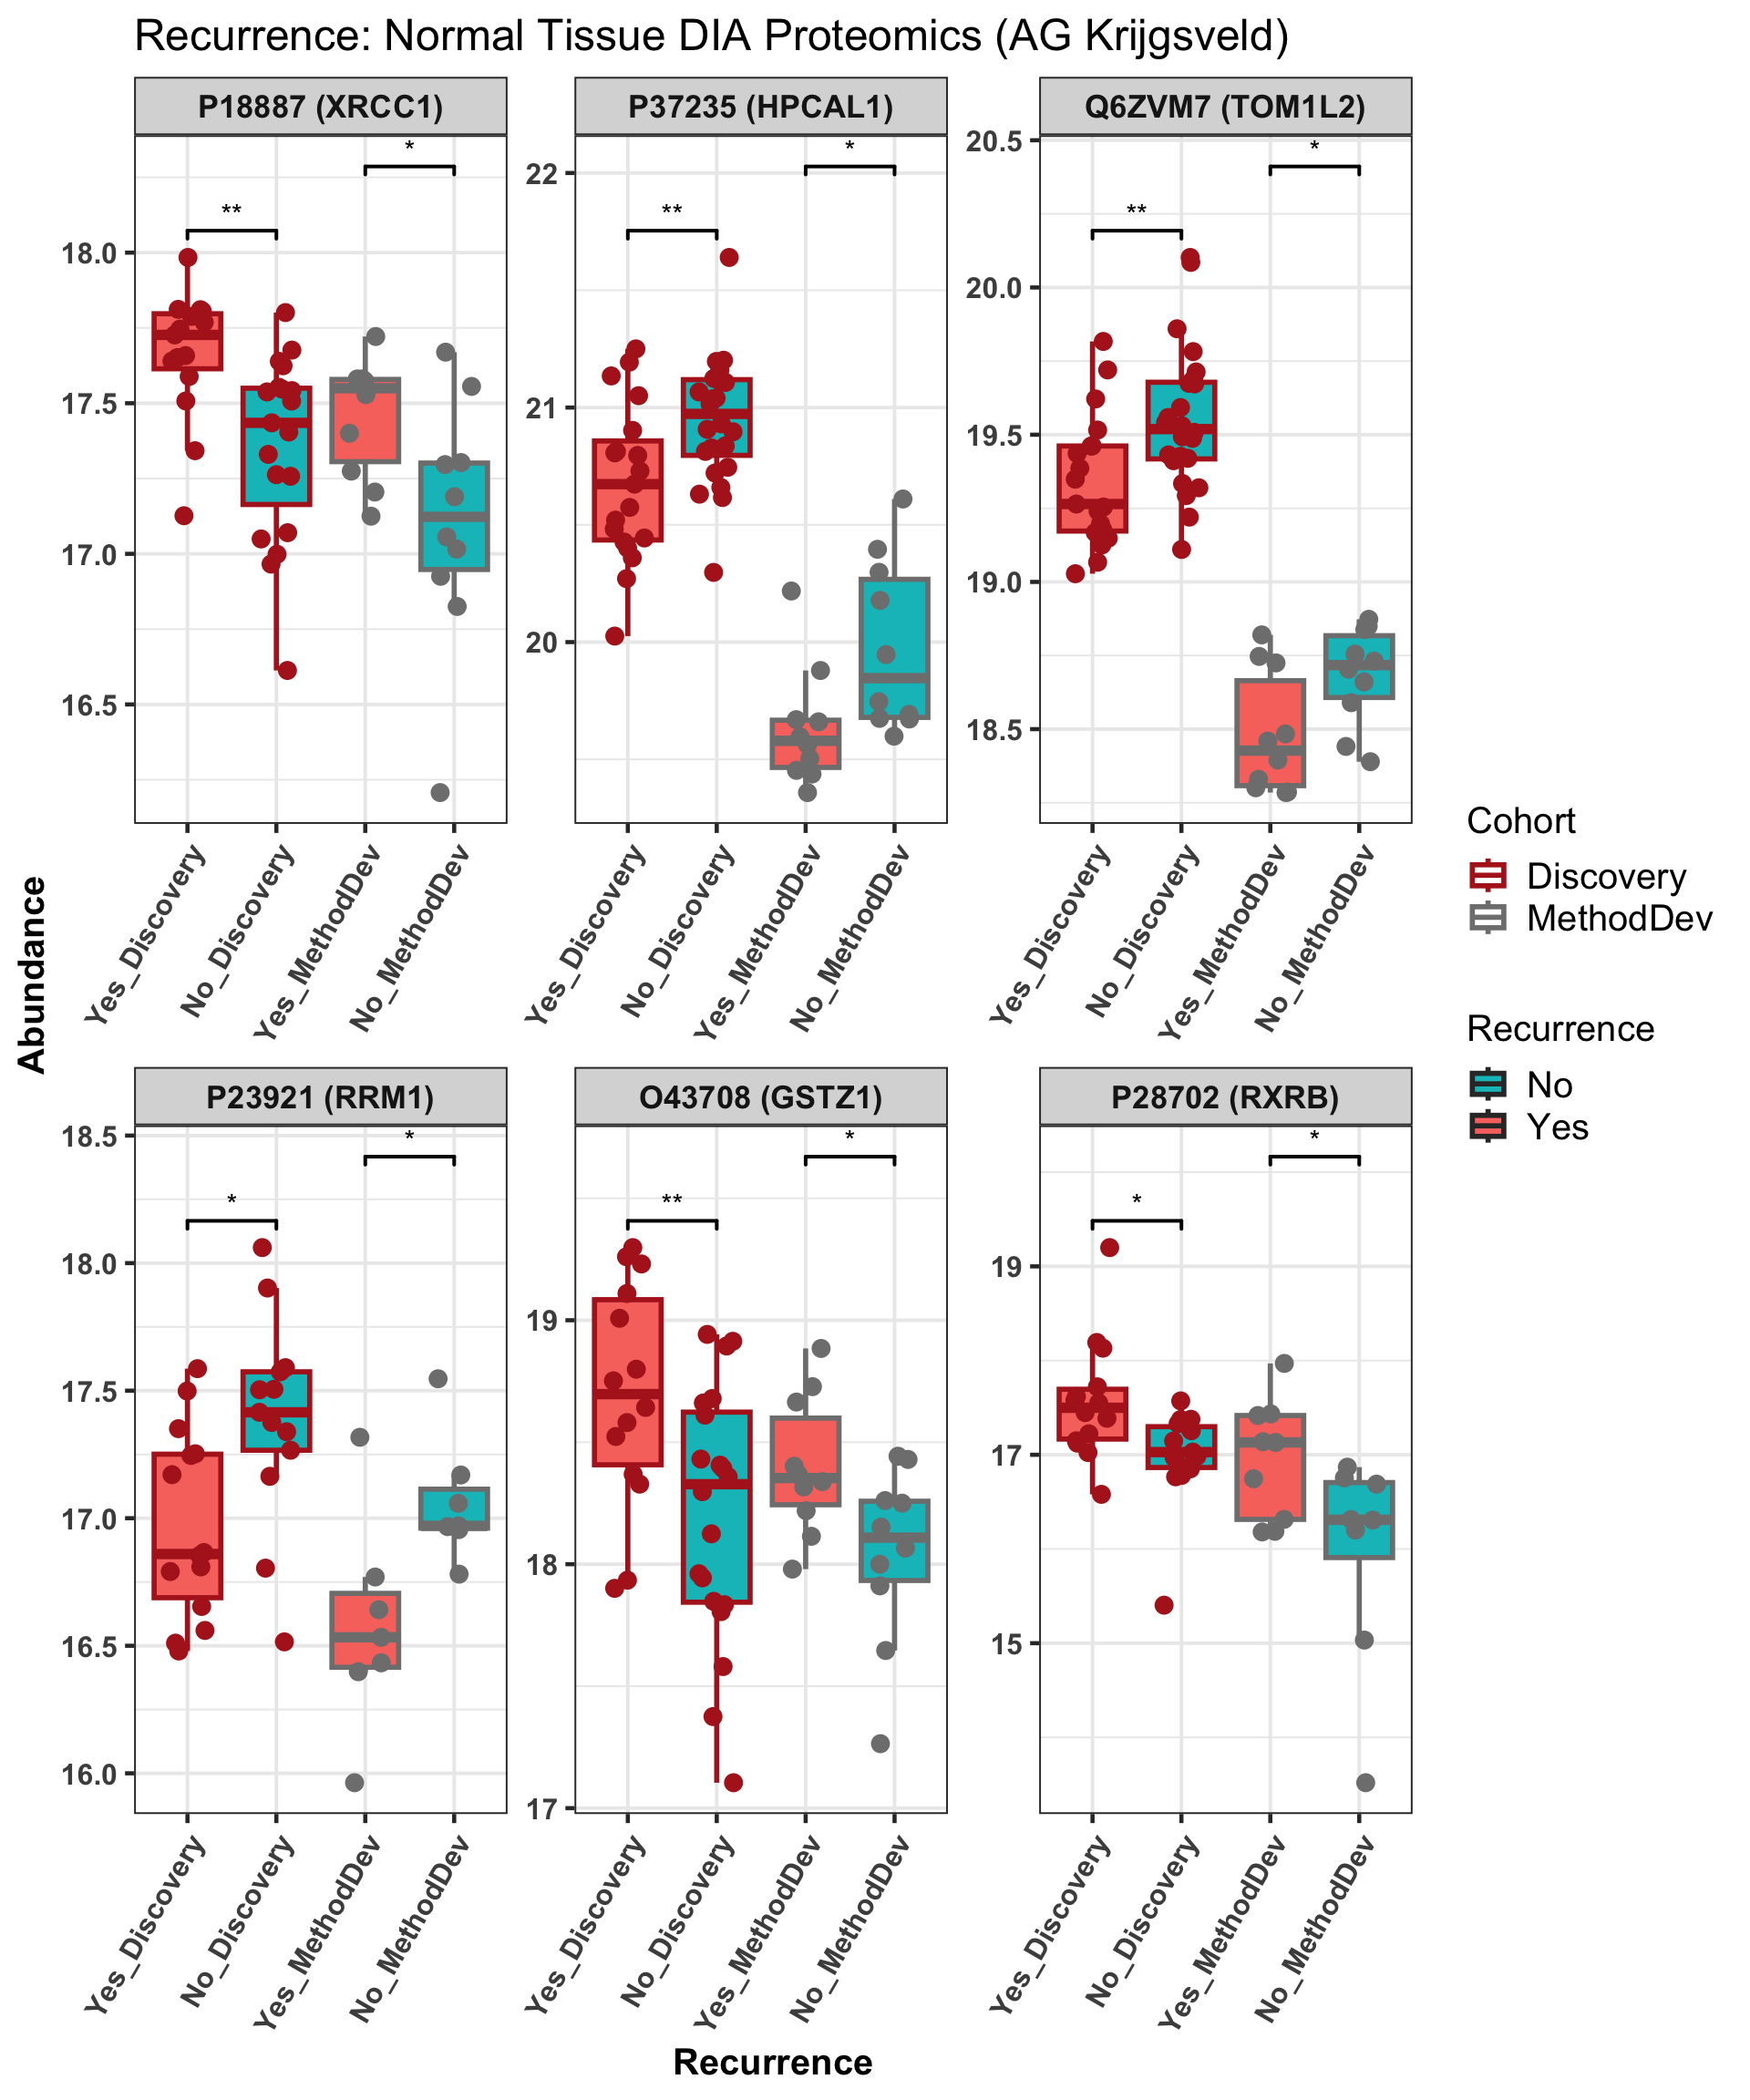 Recurrence: Normal Tissue DIA Proteomics (AG Krijgsveld)
P18887 (XRCC1)
**
*
18.0
17.5
17.0
16.5
Yes_Discovery
No_Discovery
Yes_MethodDev
No_MethodDev
P37235 (HPCAL1)
**
*
22
21
20
Yes_Discovery
No_Discovery
Yes_MethodDev
No_MethodDev
Q6ZVM7 (TOM1L2)
**
*
20.5
20.0
19.5
19.0
18.5
Yes_Discovery
No_Discovery
Yes_MethodDev
No_MethodDev
Abundance
P23921 (RRM1)
*
*
18.5
18.0
17.5
17.0
16.5
16.0
Yes_Discovery
No_Discovery
Yes_MethodDev
No_MethodDev
O43708 (GSTZ1)
**
*
19
18
17
Yes_Discovery
No_Discovery
Yes_MethodDev
No_MethodDev
P28702 (RXRB)
*
*
19
17
15
Yes_Discovery
No_Discovery
Yes_MethodDev
No_MethodDev
Recurrence
Cohort
Discovery
MethodDev
Recurrence
No
Yes